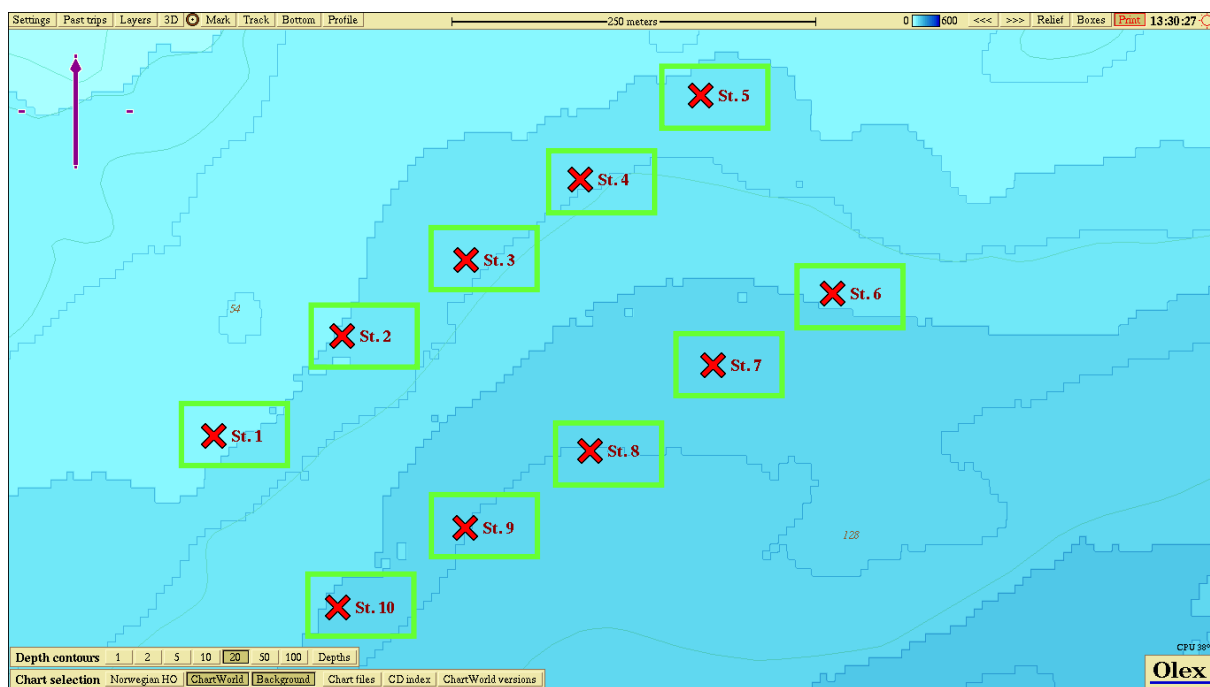 Settings Past trips Layers 3D Mark Track Bottom Profile 250 meters 0 600 <<< >>> Relief Boxes Print 13:30:27
St. 5
St. 4
St. 3
St. 6
54
St. 2
St. 7
St. 1
St. 8
St. 9
128
St. 10
CPU 38°
Depth contours 1 2 5 10 20 50 100 Depths
Olex
Chart selection Norwegian HO ChartWorld Background Chart files CD index ChartWorld versions